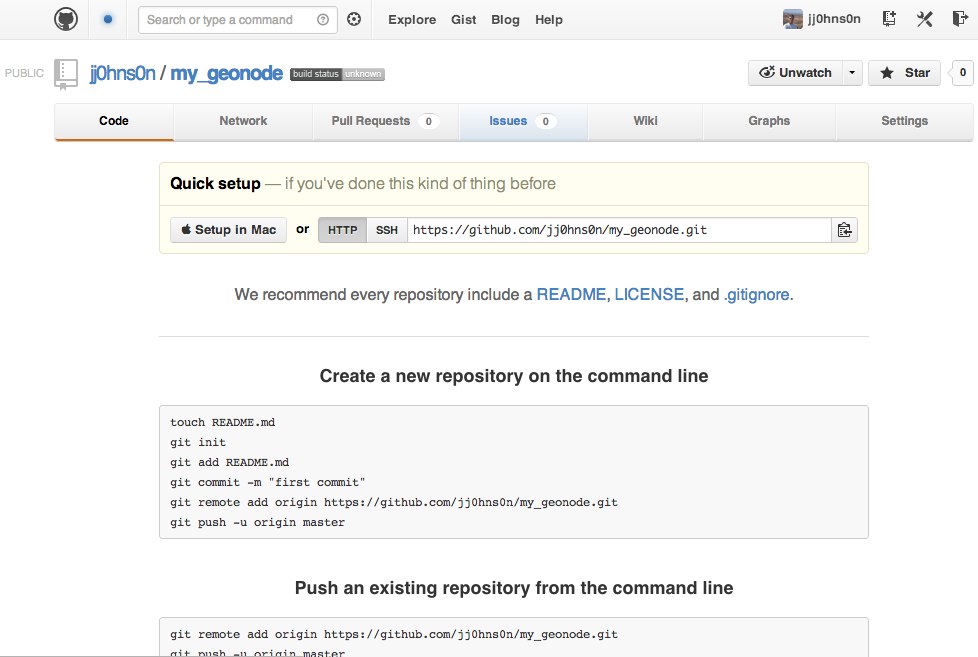 Search or type a command
Explore Gist Blog Help
jj0hns0n
PUBLIC
jj0hns0n / my_geonode
build status unknown
Unwatch
Star 0
Code Network Pull Requests 0 Issues 0 Wiki Graphs Settings
Quick setup — if you've done this kind of thing before
Setup in Mac or HTTP SSH https://github.com/jj0hns0n/my_geonode.git
We recommend every repository include a README, LICENSE, and .gitignore.
Create a new repository on the command line
touch README.md
git init
git add README.md
git commit -m "first commit"
git remote add origin https://github.com/jj0hns0n/my_geonode.git
git push -u origin master
Push an existing repository from the command line
git remote add origin https://github.com/jj0hns0n/my_geonode.git
git push -u origin master